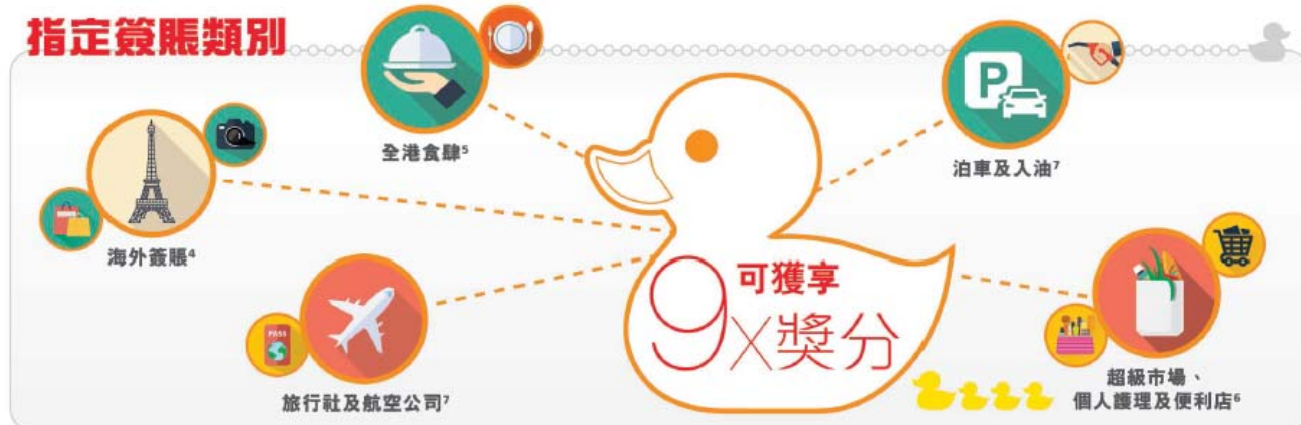 指定簽賬類別
全港食肆⁵
P
泊車及入油⁷
海外簽賬⁴
可獲享
9X獎分
PASS
旅行社及航空公司⁷
超級市場、
個人護理及便利店⁶